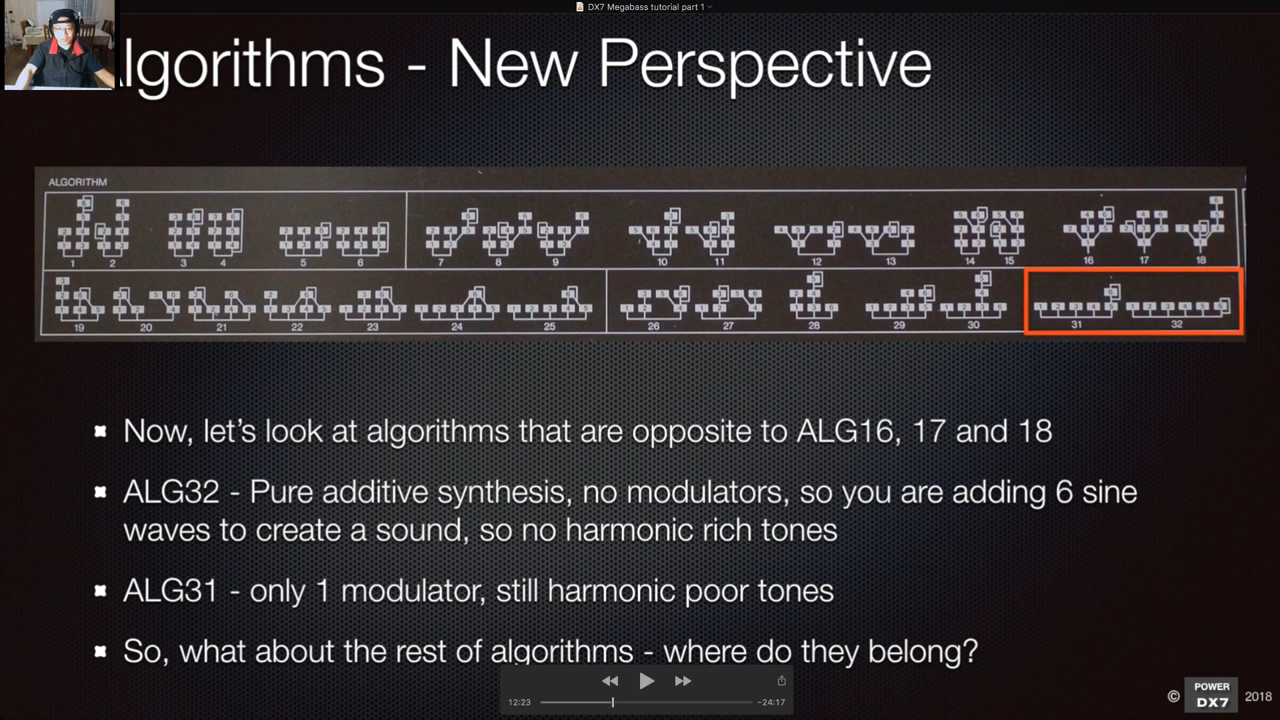 DX7 Megabass tutorial part 1
lgorithms - New Perspective
ALGORITHM
1 2 3 4 5 6 7 8 9 10 11 12 13 14 15 16 17 18
19 20 21 22 23 24 25 26 27 28 29 30 31 32
Now, let's look at algorithms that are opposite to ALG16, 17 and 18
ALG32 - Pure additive synthesis, no modulators, so you are adding 6 sine
waves to create a sound, so no harmonic rich tones
ALG31 - only 1 modulator, still harmonic poor tones
So, what about the rest of algorithms - where do they belong?
12:23
-24:17
© POWER DX7 2018